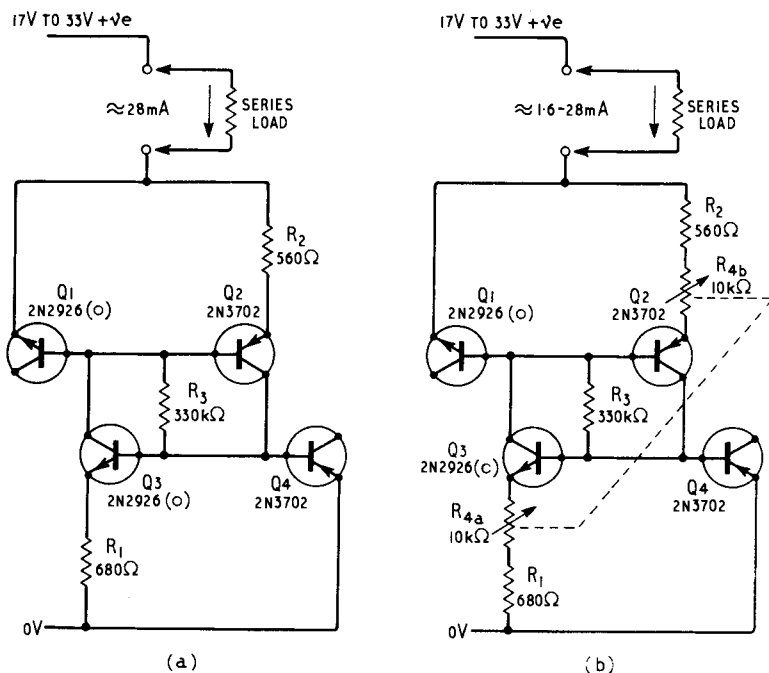 17V TO 33V +ve
≈28mA
SERIES
LOAD
R2
560Ω
Q1
2N2926(o)
Q2
2N3702
R3
330kΩ
Q3
2N2926(o)
Q4
2N3702
R1
680Ω
0V
(a)
17V TO 33V +ve
≈1·6-28mA
SERIES
LOAD
R2
560Ω
R4b
10kΩ
Q1
2N2926(o)
Q2
2N3702
R3
330kΩ
Q3
2N2926(c)
Q4
2N3702
R4a
10kΩ
R1
680Ω
0V
(b)